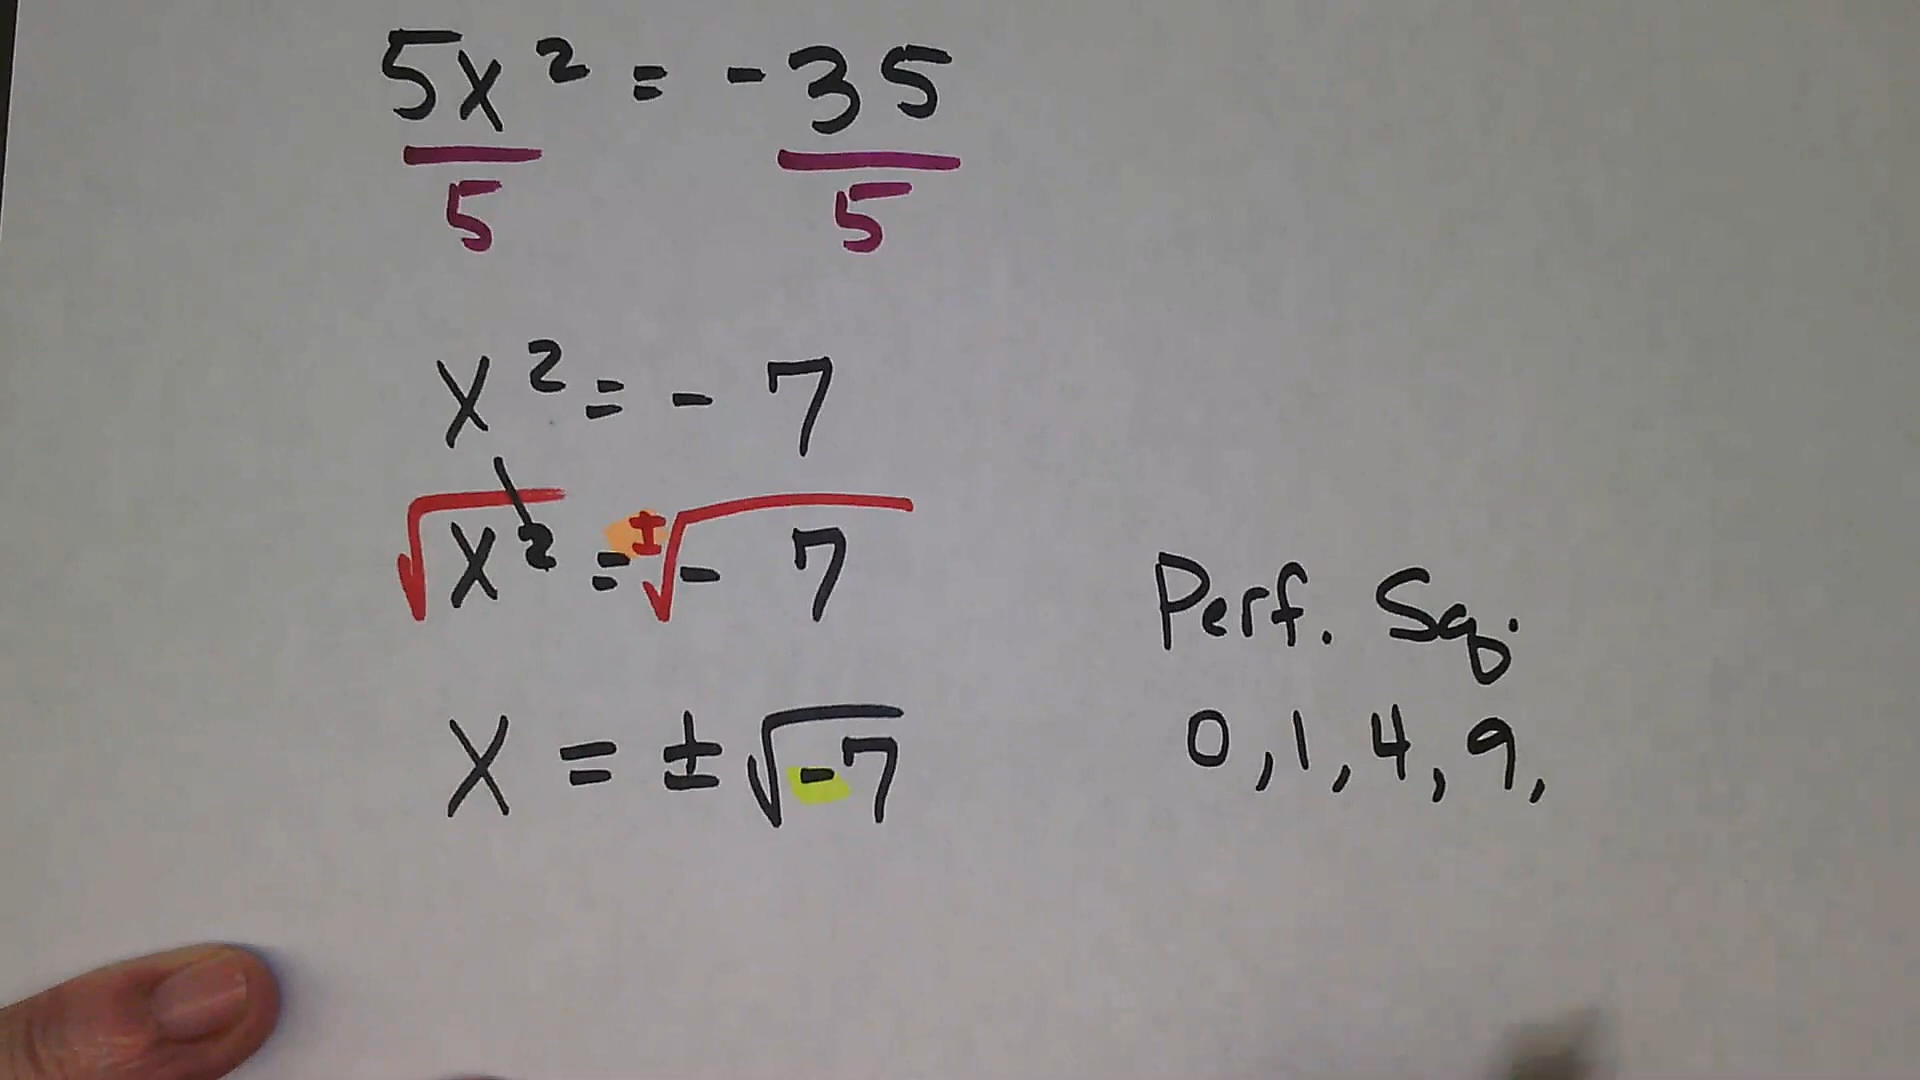 5x² = -35
5 5
x² = - 7
√x² = ±√- 7
Perf. Sq.
x = ±√-7
0, 1, 4, 9,